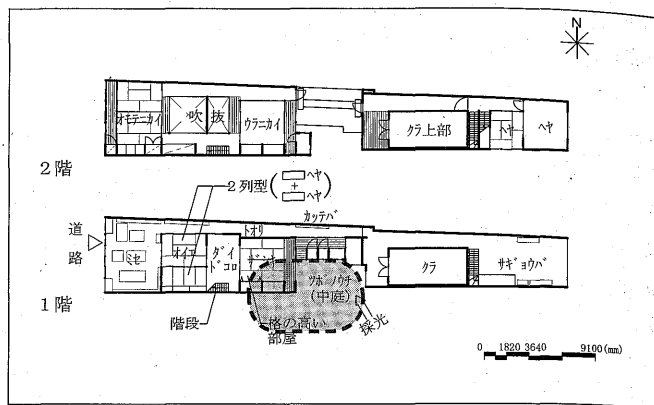 N
オモテニカイ
吹
抜
ウラニカイ
クラ上部
ヘヤ
ヘヤ
2階
2列型(ヘヤ+ヘヤ)
カッテバ
道路
ミセ
オイエ
ダイドコロ
トオリ
ザシキ
ツボノウチ
(中庭)
クラ
サギョウバ
1階
階段
格の高い
部屋
採光
0 1820 3640 9100(mm)